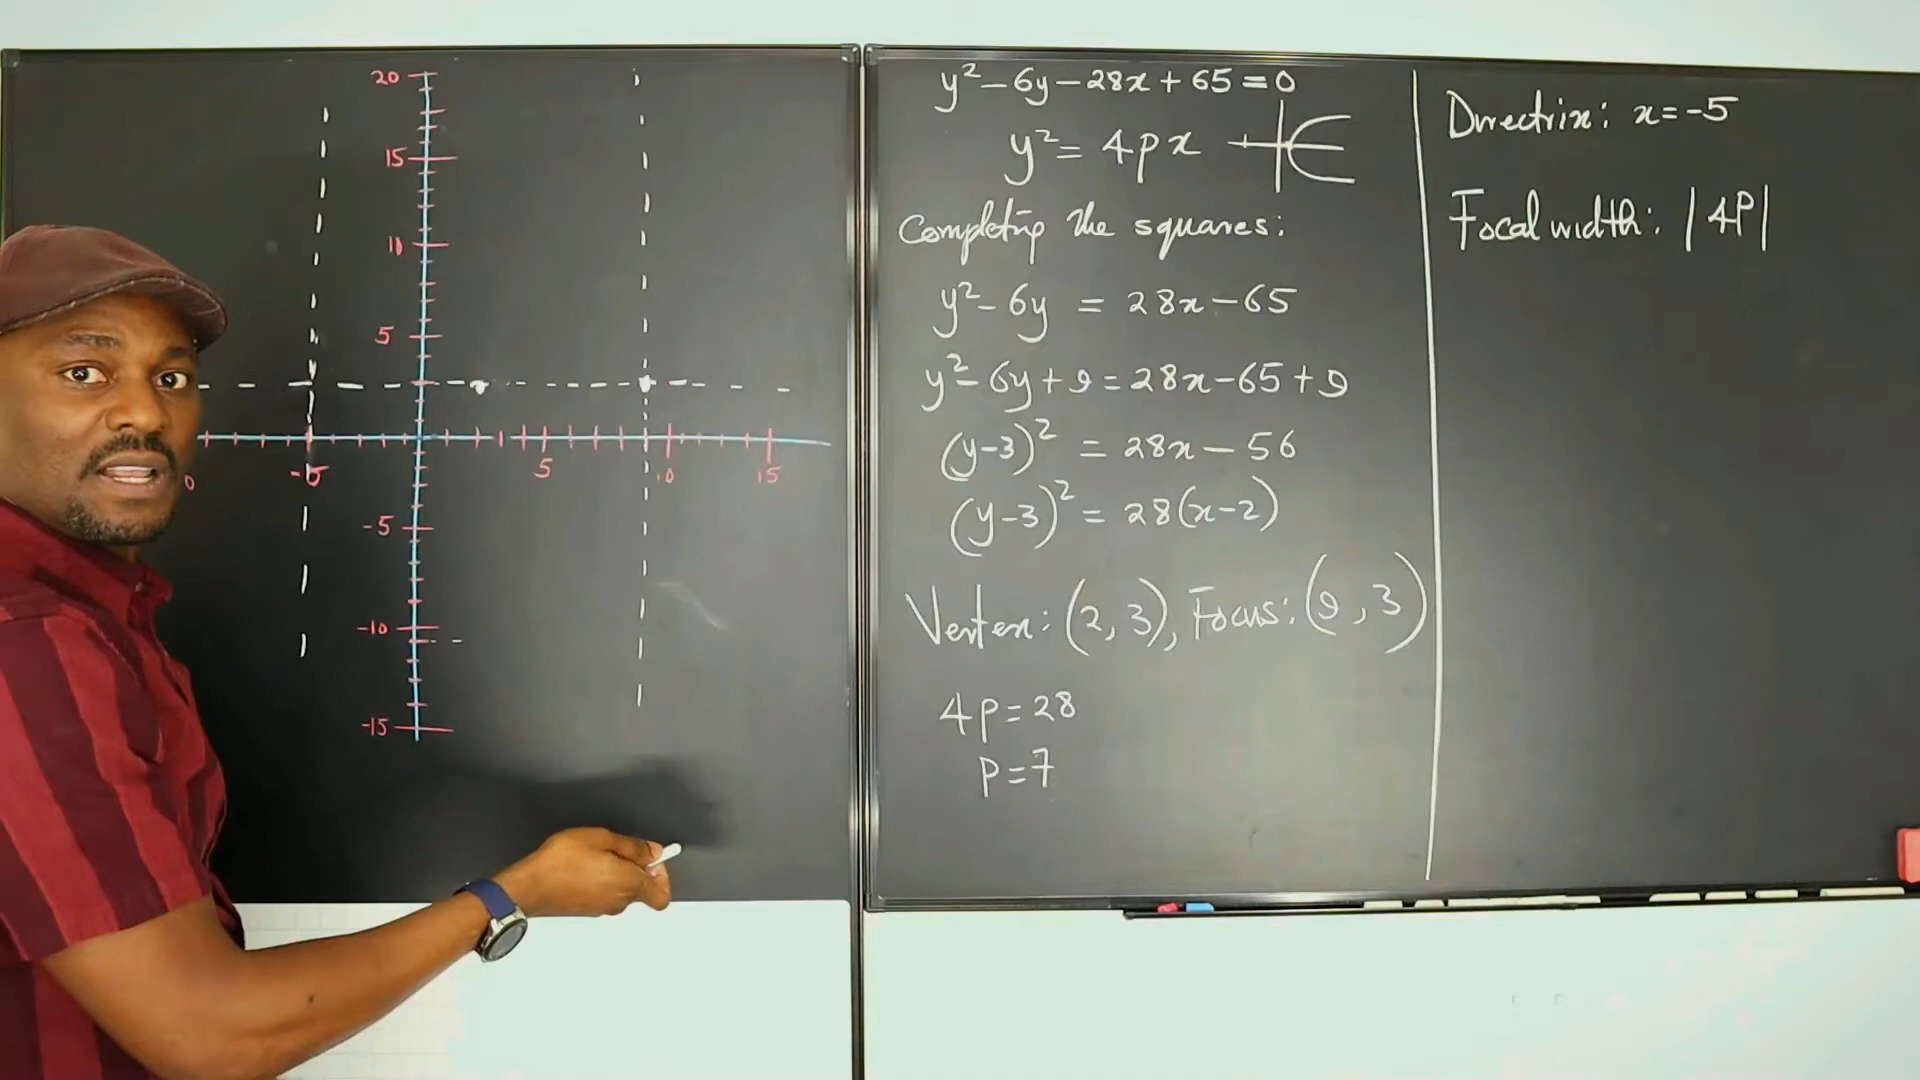 20
15
10
5
0
-5
5
10
15
-5
-10
-15
y² - 6y - 28x + 65 = 0
y² = 4px
Completing the squares:
y² - 6y = 28x - 65
y² - 6y + 9 = 28x - 65 + 9
(y-3)² = 28x - 56
(y-3)² = 28(x-2)
Vertex: (2, 3), Focus: (9, 3)
4p = 28
P = 7
Directrix: x = -5
Focal width: |4P|